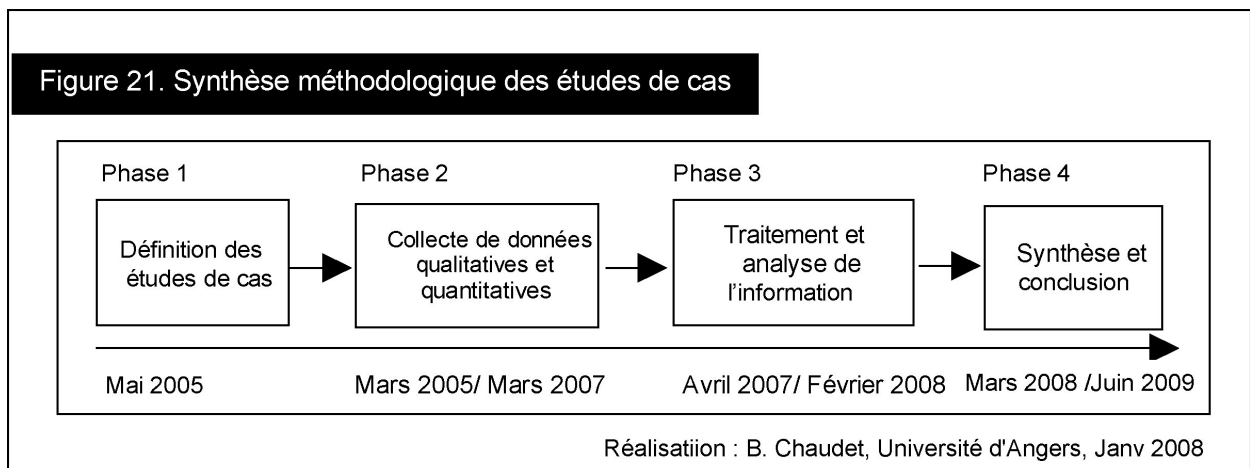 Figure 21. Synthèse méthodologique des études de cas
Phase 1
Phase 2
Phase 3
Phase 4
Définition des
études de cas
Collecte de données
qualitatives et
quantitatives
Traitement et
analyse de
l'information
Synthèse et
conclusion
Mai 2005
Mars 2005/ Mars 2007
Avril 2007/ Février 2008
Mars 2008 /Juin 2009
Réalisatiion : B. Chaudet, Université d'Angers, Janv 2008